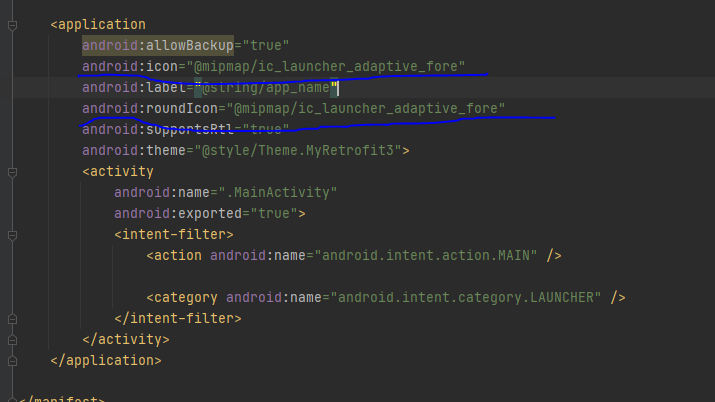 <application
android:allowBackup="true"
android:icon="@mipmap/ic_launcher_adaptive_fore"
android:label="@string/app_name"
android:roundIcon="@mipmap/ic_launcher_adaptive_fore"
android:supportsRtl="true"
android:theme="@style/Theme.MyRetrofit3">
<activity
android:name=".MainActivity"
android:exported="true">
<intent-filter>
<action android:name="android.intent.action.MAIN" />
<category android:name="android.intent.category.LAUNCHER" />
</intent-filter>
</activity>
</application>
</manifest>